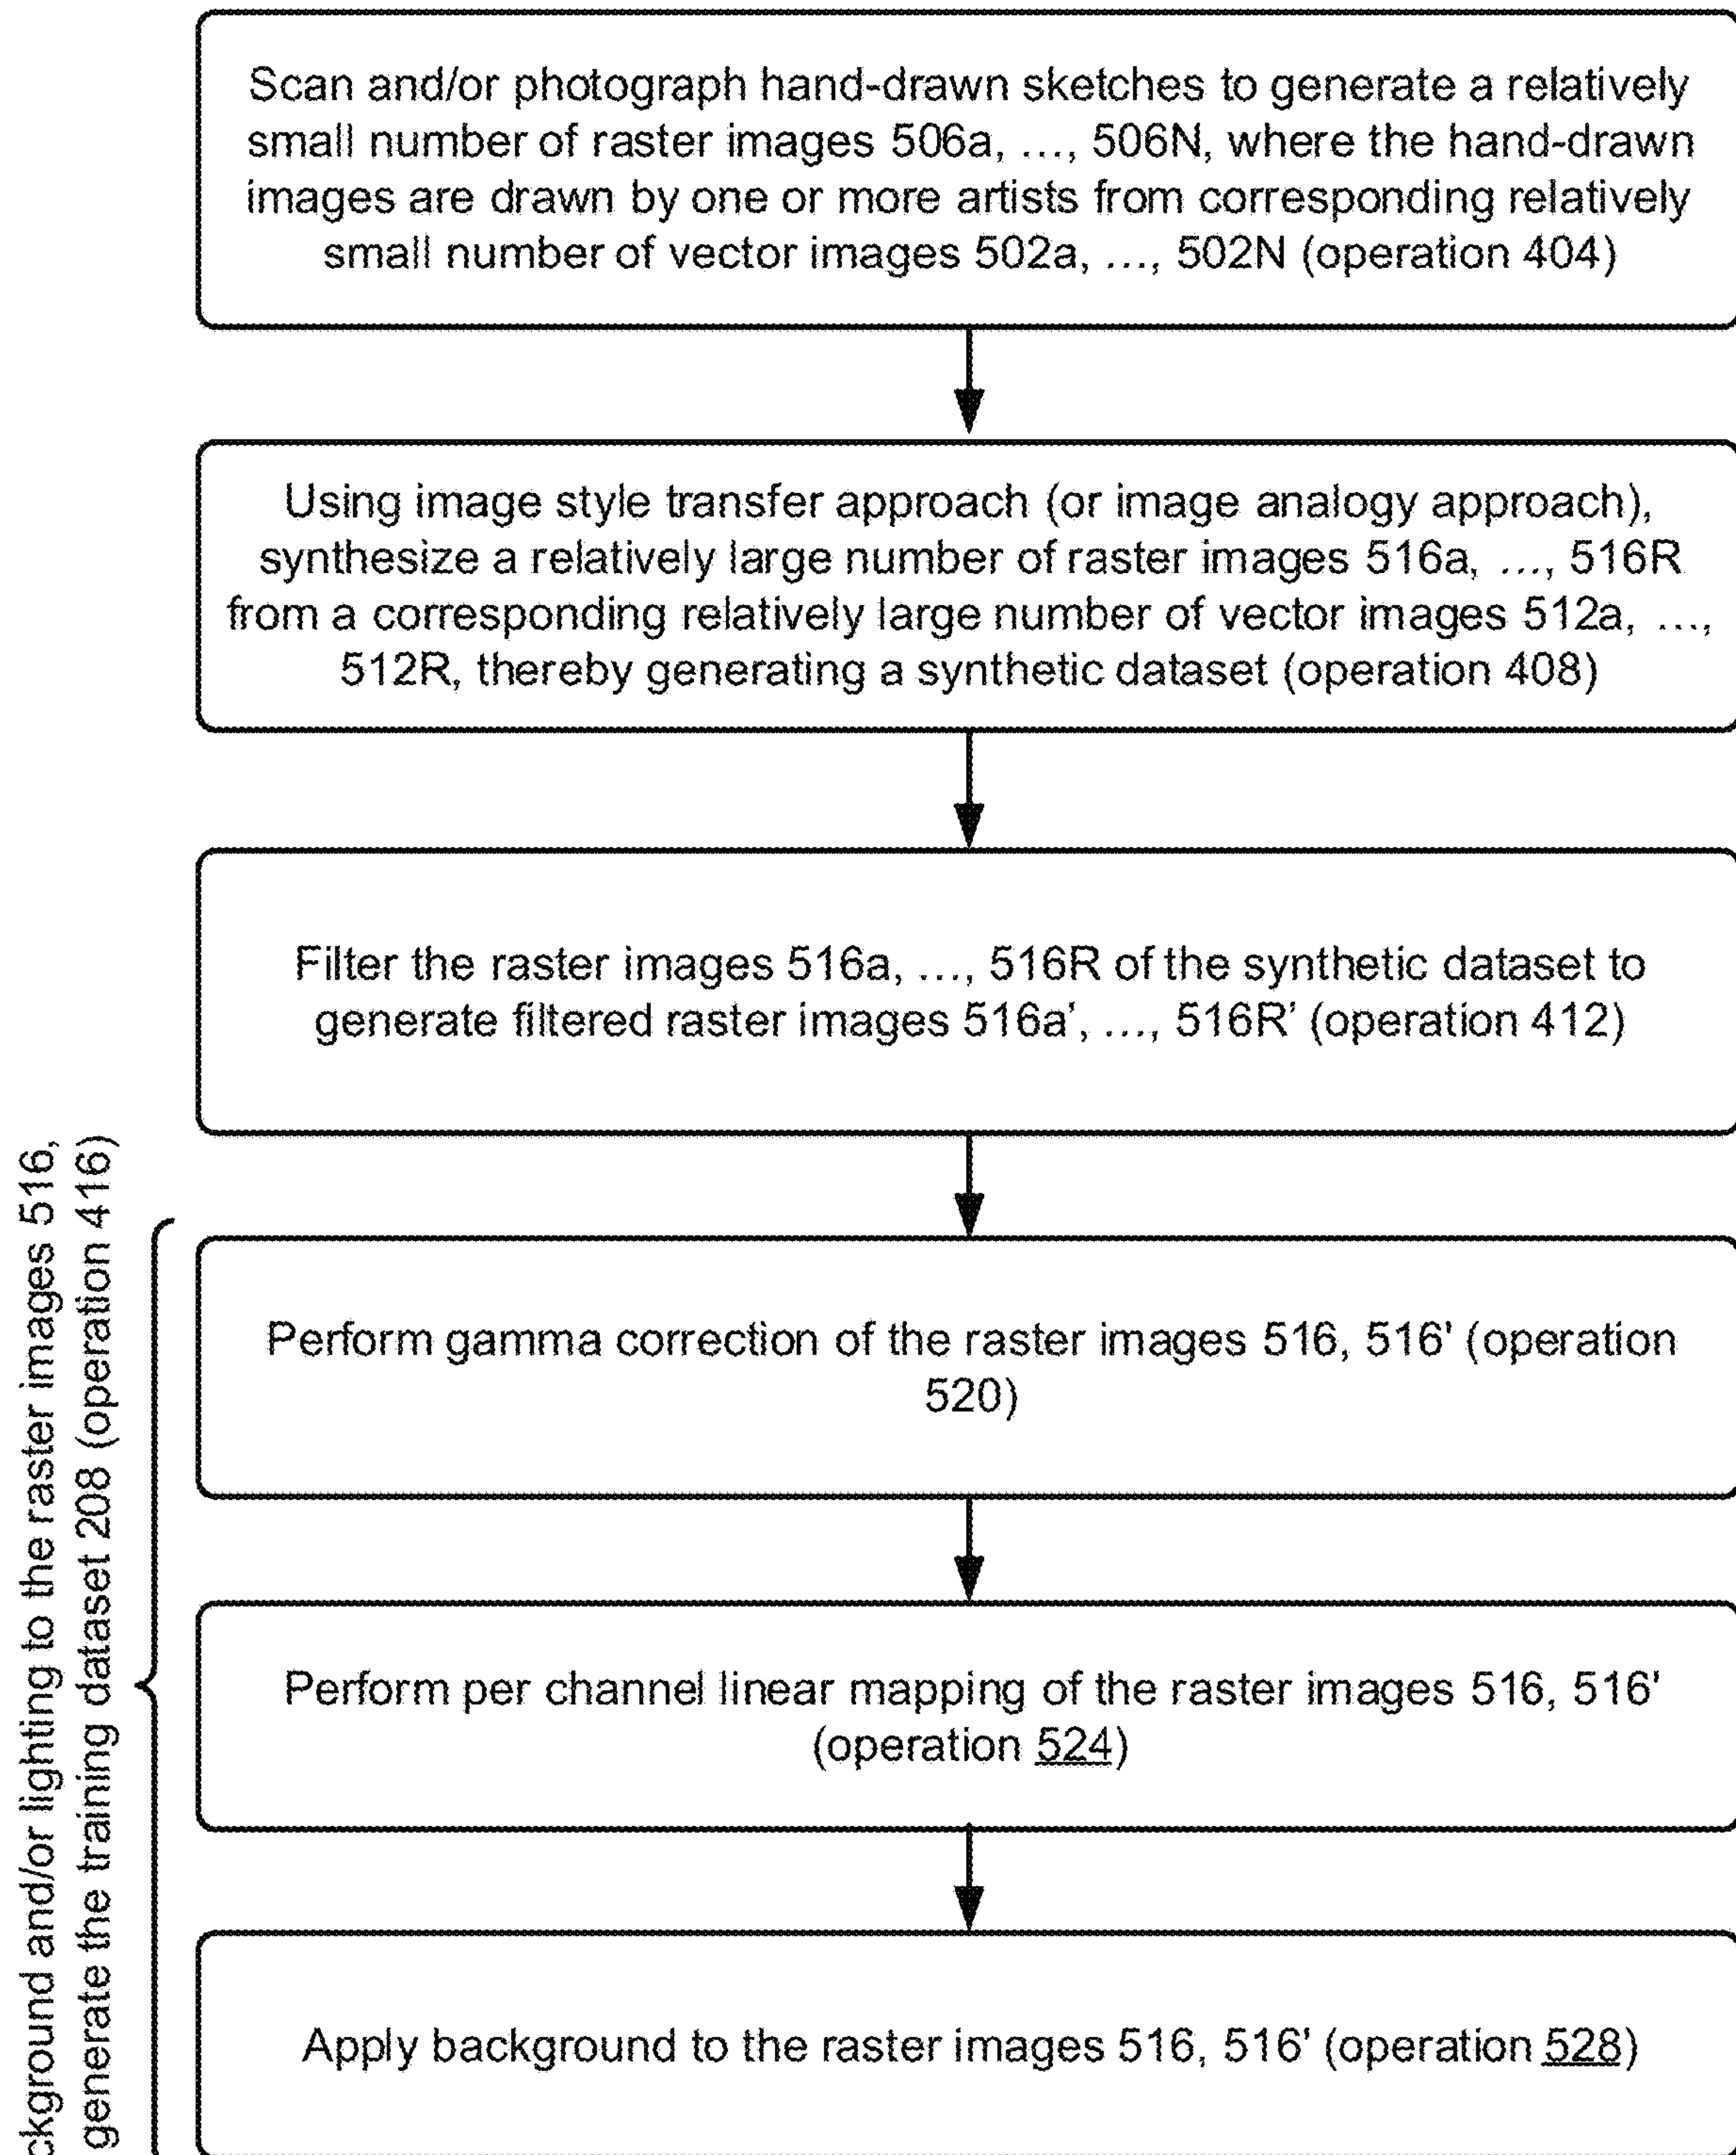 Scan and/or photograph hand-drawn sketches to generate a relatively
small number of raster images 506a, ..., 506N, where the hand-drawn
images are drawn by one or more artists from corresponding relatively
small number of vector images 502a, ..., 502N (operation 404)
Using image style transfer approach (or image analogy approach),
synthesize a relatively large number of raster images 516a, ..., 516R
from a corresponding relatively large number of vector images 512a, ...,
512R, thereby generating a synthetic dataset (operation 408)
Filter the raster images 516a, ..., 516R of the synthetic dataset to
generate filtered raster images 516a’, ..., 516R’ (operation 412)
and/or lighting to the raster images 516,
generate the training dataset 208 (operation 416)
Perform gamma correction of the raster images 516, 516' (operation
520)
Perform per channel linear mapping of the raster images 516, 516'
(operation 524)
Apply background to the raster images 516, 516’ (operation 528)